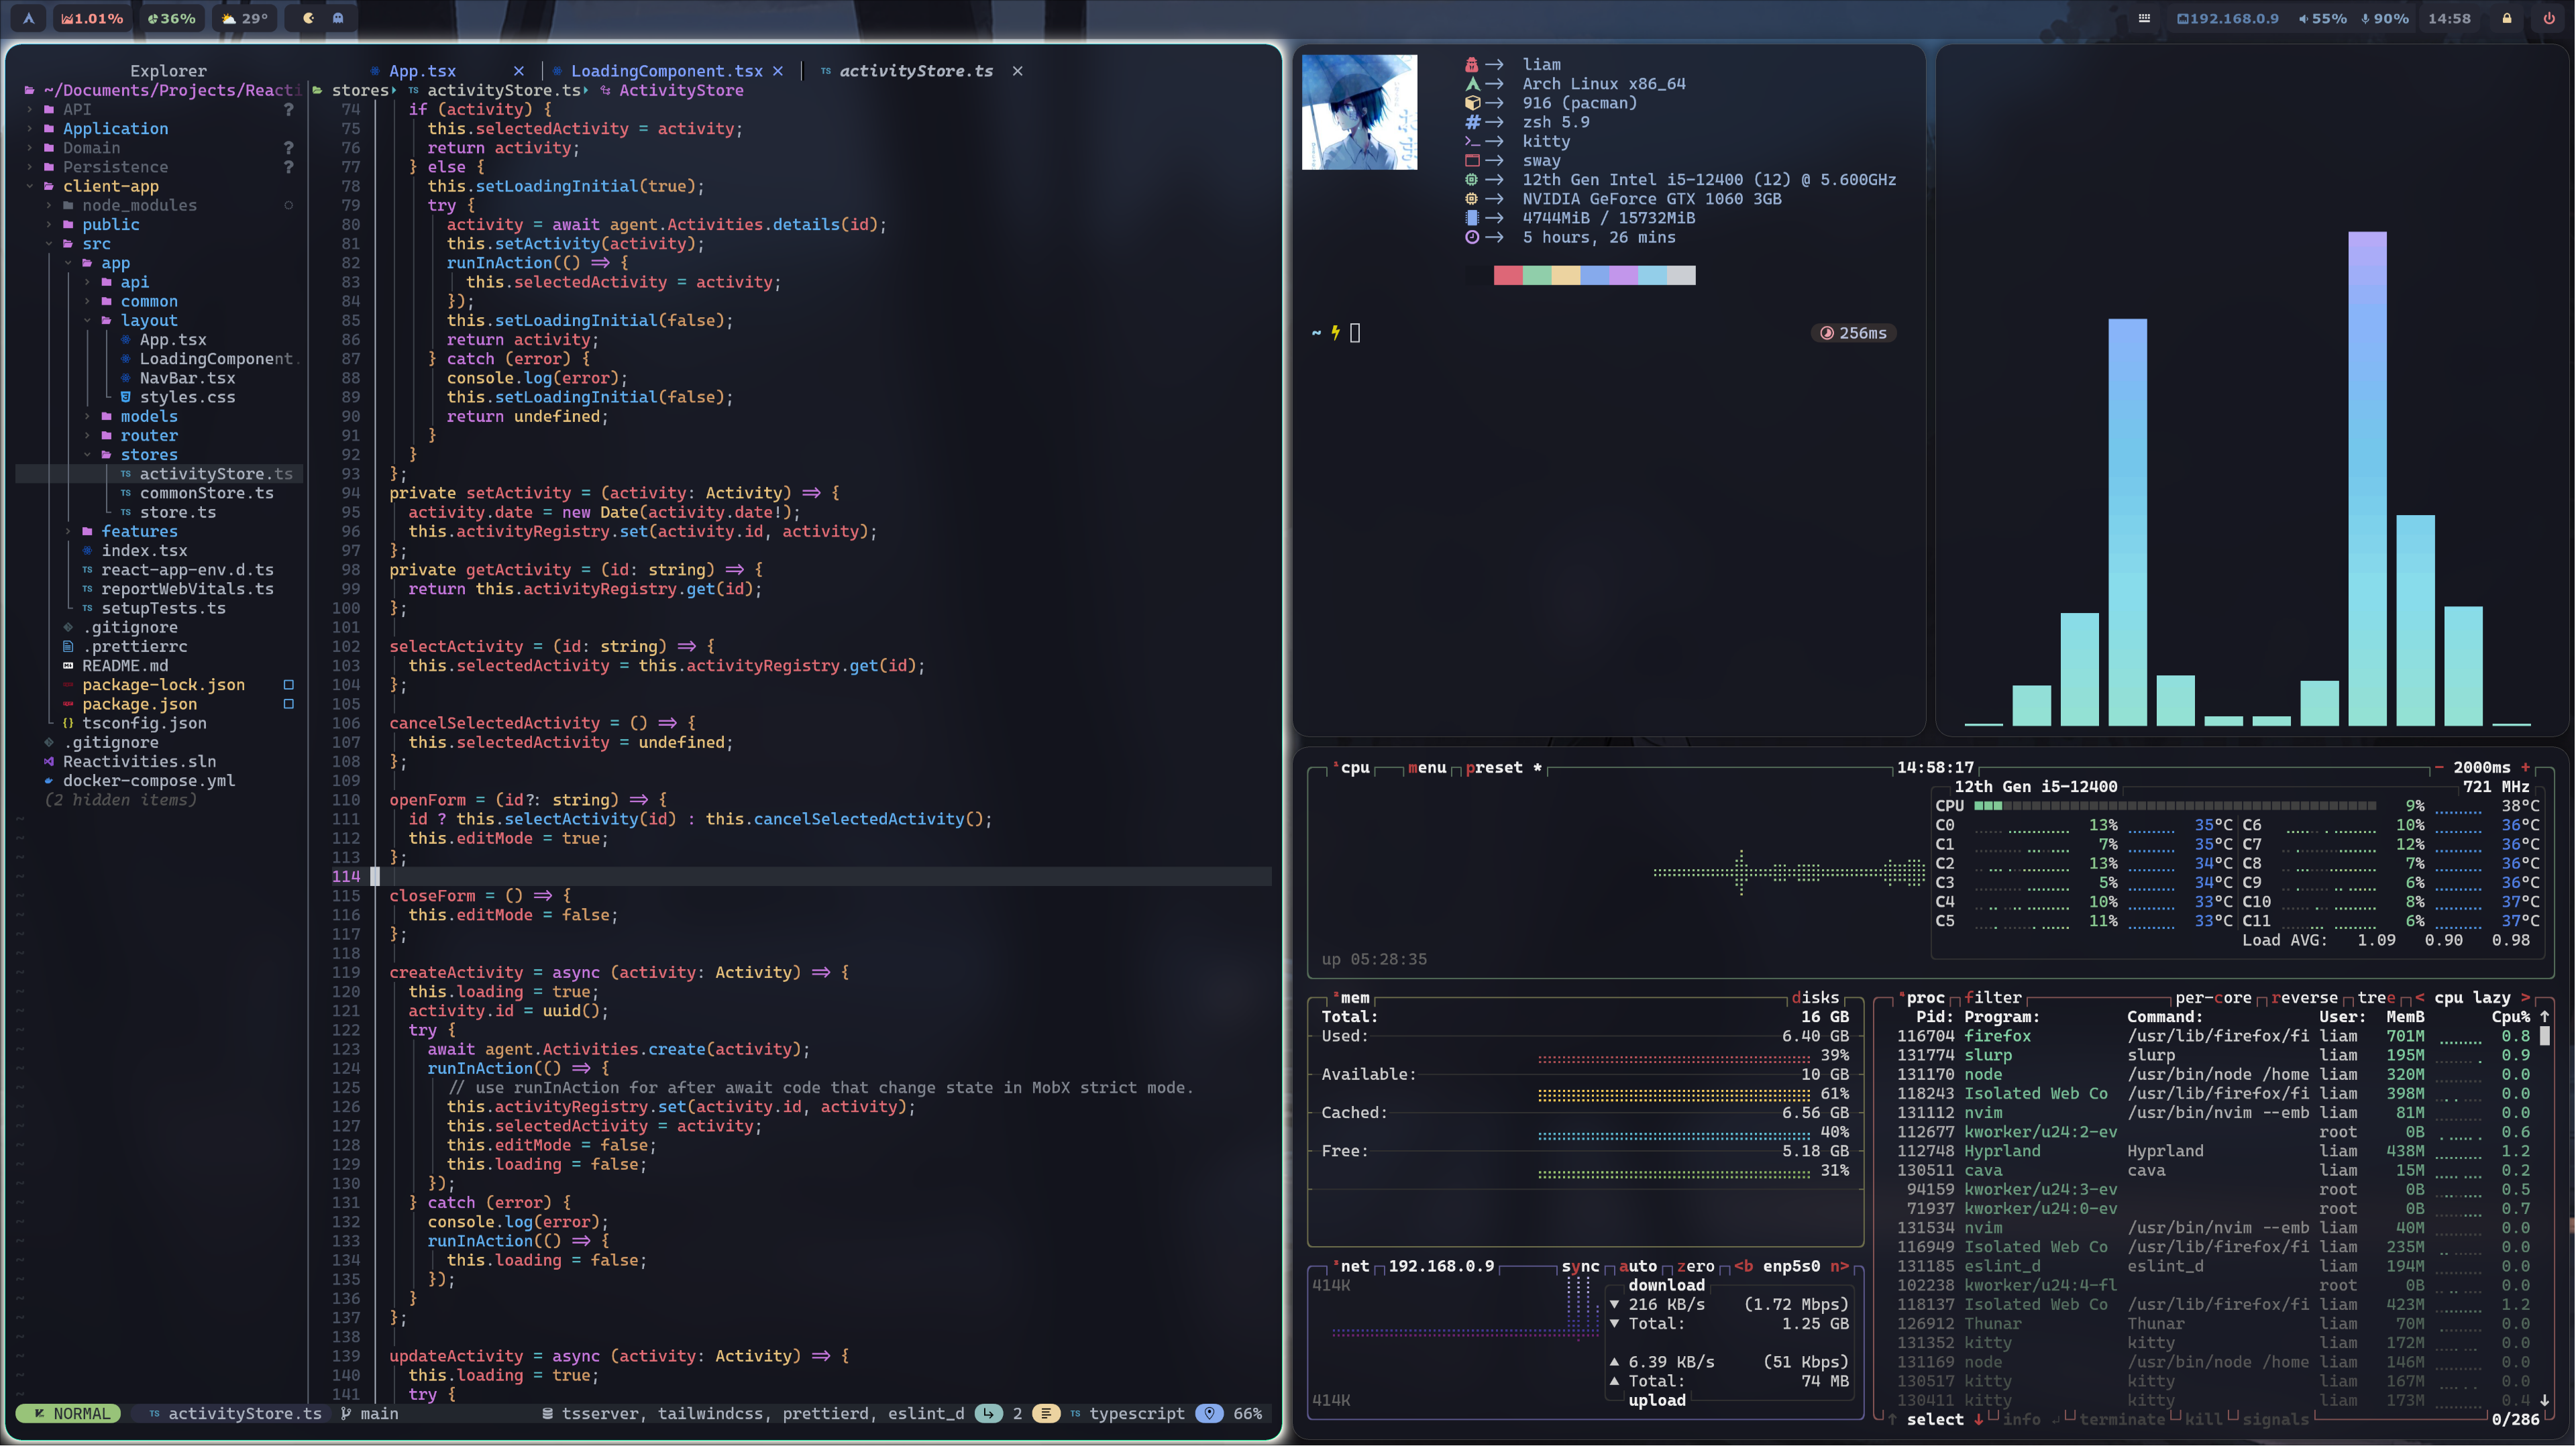 1.01% 36% 29° 192.168.0.9 55% 90% 14:58
Explorer
~/Documents/Projects/Reacti
API ?
Application
Domain ?
Persistence ?
client-app
node_modules
public
src
app
api
common
layout
App.tsx
LoadingComponent.
NavBar.tsx
styles.css
models
router
stores
activityStore.ts
commonStore.ts
store.ts
features
index.tsx
react-app-env.d.ts
reportWebVitals.ts
setupTests.ts
.gitignore
.prettierrc
README.md
package-lock.json
package.json
{} tsconfig.json
.gitignore
Reactivities.sln
docker-compose.yml
(2 hidden items)
App.tsx × LoadingComponent.tsx × TS activityStore.ts ×
stores TS activityStore.ts ActivityStore
74 if (activity) {
75 this.selectedActivity = activity;
76 return activity;
77 } else {
78 this.setLoadingInitial(true);
79 try {
80 activity = await agent.Activities.details(id);
81 this.setActivity(activity);
82 runInAction(() => {
83 this.selectedActivity = activity;
84 });
85 this.setLoadingInitial(false);
86 return activity;
87 } catch (error) {
88 console.log(error);
89 this.setLoadingInitial(false);
90 return undefined;
91 }
92 }
93 };
94 private setActivity = (activity: Activity) => {
95 activity.date = new Date(activity.date!);
96 this.activityRegistry.set(activity.id, activity);
97 };
98 private getActivity = (id: string) => {
99 return this.activityRegistry.get(id);
100 };
101
102 selectActivity = (id: string) => {
103 this.selectedActivity = this.activityRegistry.get(id);
104 };
105
106 cancelSelectedActivity = () => {
107 this.selectedActivity = undefined;
108 };
109
110 openForm = (id?: string) => {
111 id ? this.selectActivity(id) : this.cancelSelectedActivity();
112 this.editMode = true;
113 };
114
115 closeForm = () => {
116 this.editMode = false;
117 };
118
119 createActivity = async (activity: Activity) => {
120 this.loading = true;
121 activity.id = uuid();
122 try {
123 await agent.Activities.create(activity);
124 runInAction(() => {
125 // use runInAction for after await code that change state in MobX strict mode.
126 this.activityRegistry.set(activity.id, activity);
127 this.selectedActivity = activity;
128 this.editMode = false;
129 this.loading = false;
130 });
131 } catch (error) {
132 console.log(error);
133 runInAction(() => {
134 this.loading = false;
135 });
136 }
137 };
138
139 updateActivity = async (activity: Activity) => {
140 this.loading = true;
141 try {
NORMAL TS activityStore.ts main tsserver, tailwindcss, prettierd, eslint_d 2 TS typescript 66%
liam
Arch Linux x86_64
916 (pacman)
# zsh 5.9
kitty
sway
12th Gen Intel i5-12400 (12) @ 5.600GHz
NVIDIA GeForce GTX 1060 3GB
4744MiB / 15732MiB
5 hours, 26 mins
~ 256ms
¹cpu menu preset * 14:58:17 - 2000ms +
12th Gen i5-12400 721 MHz
CPU 9% 38°C
C0 13% 35°C C6 10% 36°C
C1 7% 35°C C7 12% 36°C
C2 13% 34°C C8 7% 36°C
C3 5% 34°C C9 6% 36°C
C4 10% 33°C C10 8% 37°C
C5 11% 33°C C11 6% 37°C
Load AVG: 1.09 0.90 0.98
up 05:28:35
²mem disks
Total: 16 GB
Used: 6.40 GB
39%
Available: 10 GB
61%
Cached: 6.56 GB
40%
Free: 5.18 GB
31%
³net 192.168.0.9 sync auto zero <b enp5s0 n>
414K
download
▼ 216 KB/s (1.72 Mbps)
▼ Total: 1.25 GB
▲ 6.39 KB/s (51 Kbps)
▲ Total: 74 MB
414K
upload
⁴proc filter per-core reverse tree < cpu lazy >
Pid: Program: Command: User: MemB Cpu% ↑
116704 firefox /usr/lib/firefox/fi liam 701M 0.8
131774 slurp slurp liam 195M 0.9
131170 node /usr/bin/node /home liam 320M 0.0
118243 Isolated Web Co /usr/lib/firefox/fi liam 398M 0.0
131112 nvim /usr/bin/nvim --emb liam 81M 0.0
112677 kworker/u24:2-ev root 0B 0.6
112748 Hyprland Hyprland liam 438M 1.2
130511 cava cava liam 15M 0.2
94159 kworker/u24:3-ev root 0B 0.5
71937 kworker/u24:0-ev root 0B 0.7
131534 nvim /usr/bin/nvim --emb liam 40M 0.0
116949 Isolated Web Co /usr/lib/firefox/fi liam 235M 0.0
131185 eslint_d eslint_d liam 194M 0.0
102238 kworker/u24:4-fl root 0B 0.0
118137 Isolated Web Co /usr/lib/firefox/fi liam 423M 1.2
126912 Thunar Thunar liam 70M 0.0
131352 kitty kitty liam 172M 0.0
131169 node /usr/bin/node /home liam 146M 0.0
130517 kitty kitty liam 167M 0.0
130411 kitty kitty liam 173M 0.4 ↓
↑ select ↓ info ↲ terminate kill signals 0/286